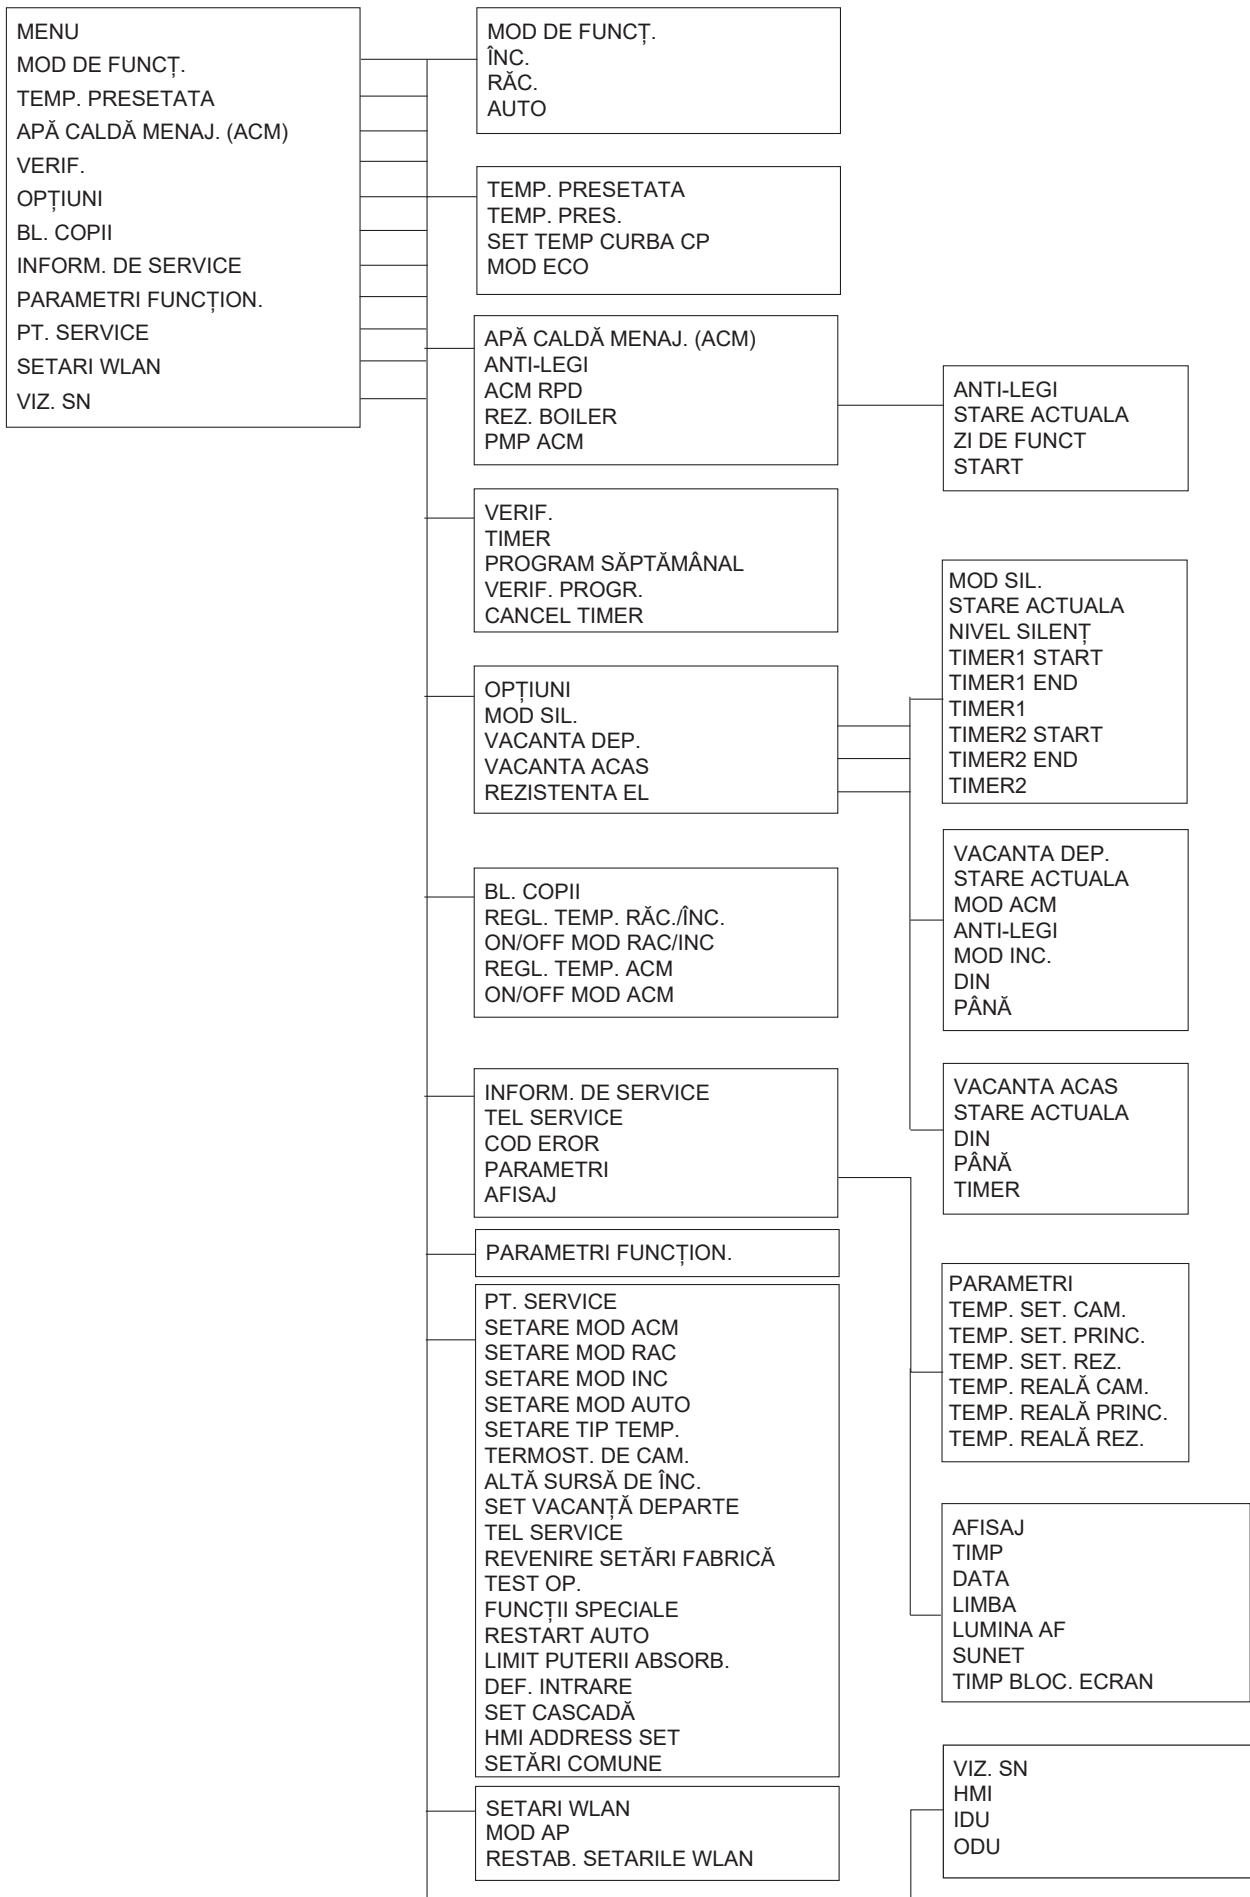 MENU
MOD DE FUNCȚ.
TEMP. PRESETATA
APĂ CALDĂ MENAJ. (ACM)
VERIF.
OPȚIUNI
BL. COPII
INFORM. DE SERVICE
PARAMETRI FUNCȚION.
PT. SERVICE
SETARI WLAN
VIZ. SN
MOD DE FUNCȚ.
ÎNC.
RĂC.
AUTO
TEMP. PRESETATA
TEMP. PRES.
SET TEMP CURBA CP
MOD ECO
APĂ CALDĂ MENAJ. (ACM)
ANTI-LEGI
ACM RPD
REZ. BOILER
PMP ACM
ANTI-LEGI
STARE ACTUALA
ZI DE FUNCT
START
VERIF.
TIMER
PROGRAM SĂPTĂMÂNAL
VERIF. PROGR.
CANCEL TIMER
OPȚIUNI
MOD SIL.
VACANTA DEP.
VACANTA ACAS
REZISTENTA EL
MOD SIL.
STARE ACTUALA
NIVEL SILENȚ
TIMER1 START
TIMER1 END
TIMER1
TIMER2 START
TIMER2 END
TIMER2
VACANTA DEP.
STARE ACTUALA
MOD ACM
ANTI-LEGI
MOD INC.
DIN
PÂNĂ
VACANTA ACAS
STARE ACTUALA
DIN
PÂNĂ
TIMER
BL. COPII
REGL. TEMP. RĂC./ÎNC.
ON/OFF MOD RAC/INC
REGL. TEMP. ACM
ON/OFF MOD ACM
INFORM. DE SERVICE
TEL SERVICE
COD EROR
PARAMETRI
AFISAJ
PARAMETRI
TEMP. SET. CAM.
TEMP. SET. PRINC.
TEMP. SET. REZ.
TEMP. REALĂ CAM.
TEMP. REALĂ PRINC.
TEMP. REALĂ REZ.
AFISAJ
TIMP
DATA
LIMBA
LUMINA AF
SUNET
TIMP BLOC. ECRAN
PARAMETRI FUNCȚION.
PT. SERVICE
SETARE MOD ACM
SETARE MOD RAC
SETARE MOD INC
SETARE MOD AUTO
SETARE TIP TEMP.
TERMOST. DE CAM.
ALTĂ SURSĂ DE ÎNC.
SET VACANȚĂ DEPARTE
TEL SERVICE
REVENIRE SETĂRI FABRICĂ
TEST OP.
FUNCȚII SPECIALE
RESTART AUTO
LIMIT PUTERII ABSORB.
DEF. INTRARE
SET CASCADĂ
HMI ADDRESS SET
SETĂRI COMUNE
SETARI WLAN
MOD AP
RESTAB. SETARILE WLAN
VIZ. SN
HMI
IDU
ODU